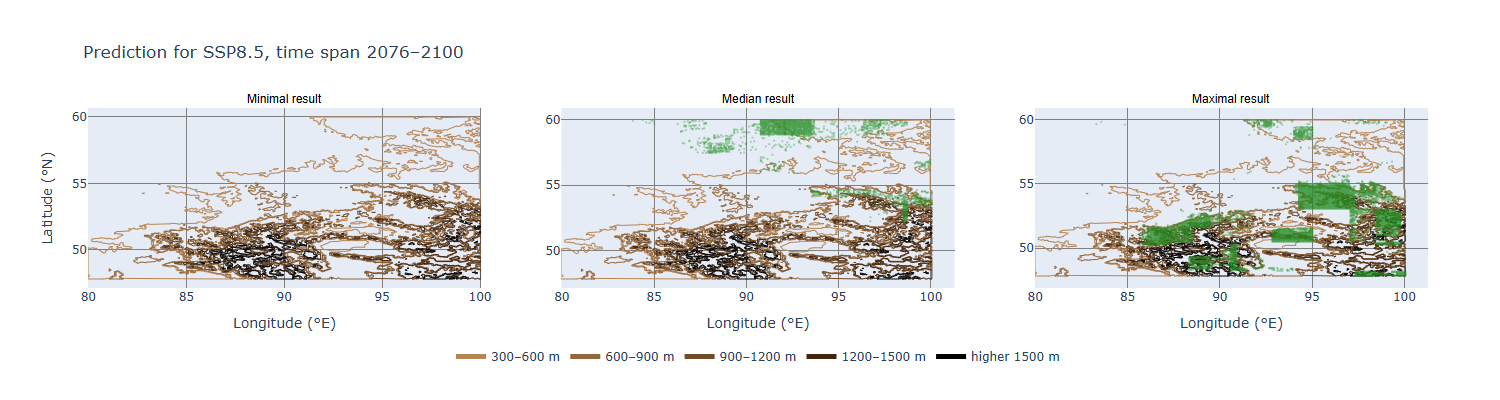 Prediction for SSP8.5, time span 2076–2100
Minimal result
Median result
Maximal result
60
55
50
80
85
90
95
100
Latitude (°N)
Longitude (°E)
60
55
50
80
85
90
95
100
Longitude (°E)
60
55
50
80
85
90
95
100
Longitude (°E)
300–600 m
600–900 m
900–1200 m
1200–1500 m
higher 1500 m